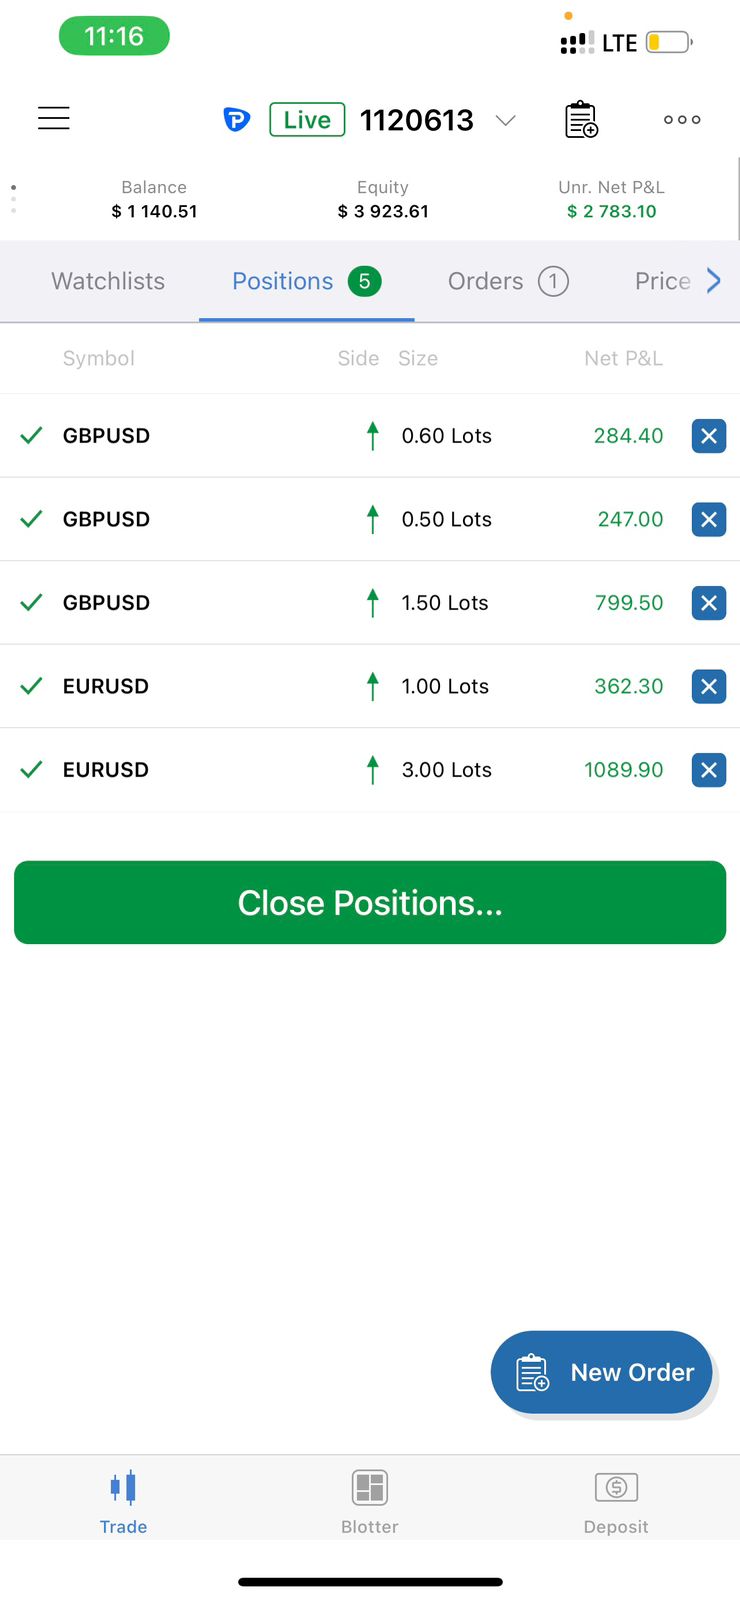 11:16 LTE
Live 1120613
Balance Equity Unr. Net P&L
$ 1 140.51 $ 3 923.61 $ 2 783.10
Watchlists Positions 5 Orders 1 Price
Symbol Side Size Net P&L
GBPUSD 0.60 Lots 284.40
GBPUSD 0.50 Lots 247.00
GBPUSD 1.50 Lots 799.50
EURUSD 1.00 Lots 362.30
EURUSD 3.00 Lots 1089.90
Close Positions...
New Order
Trade Blotter Deposit